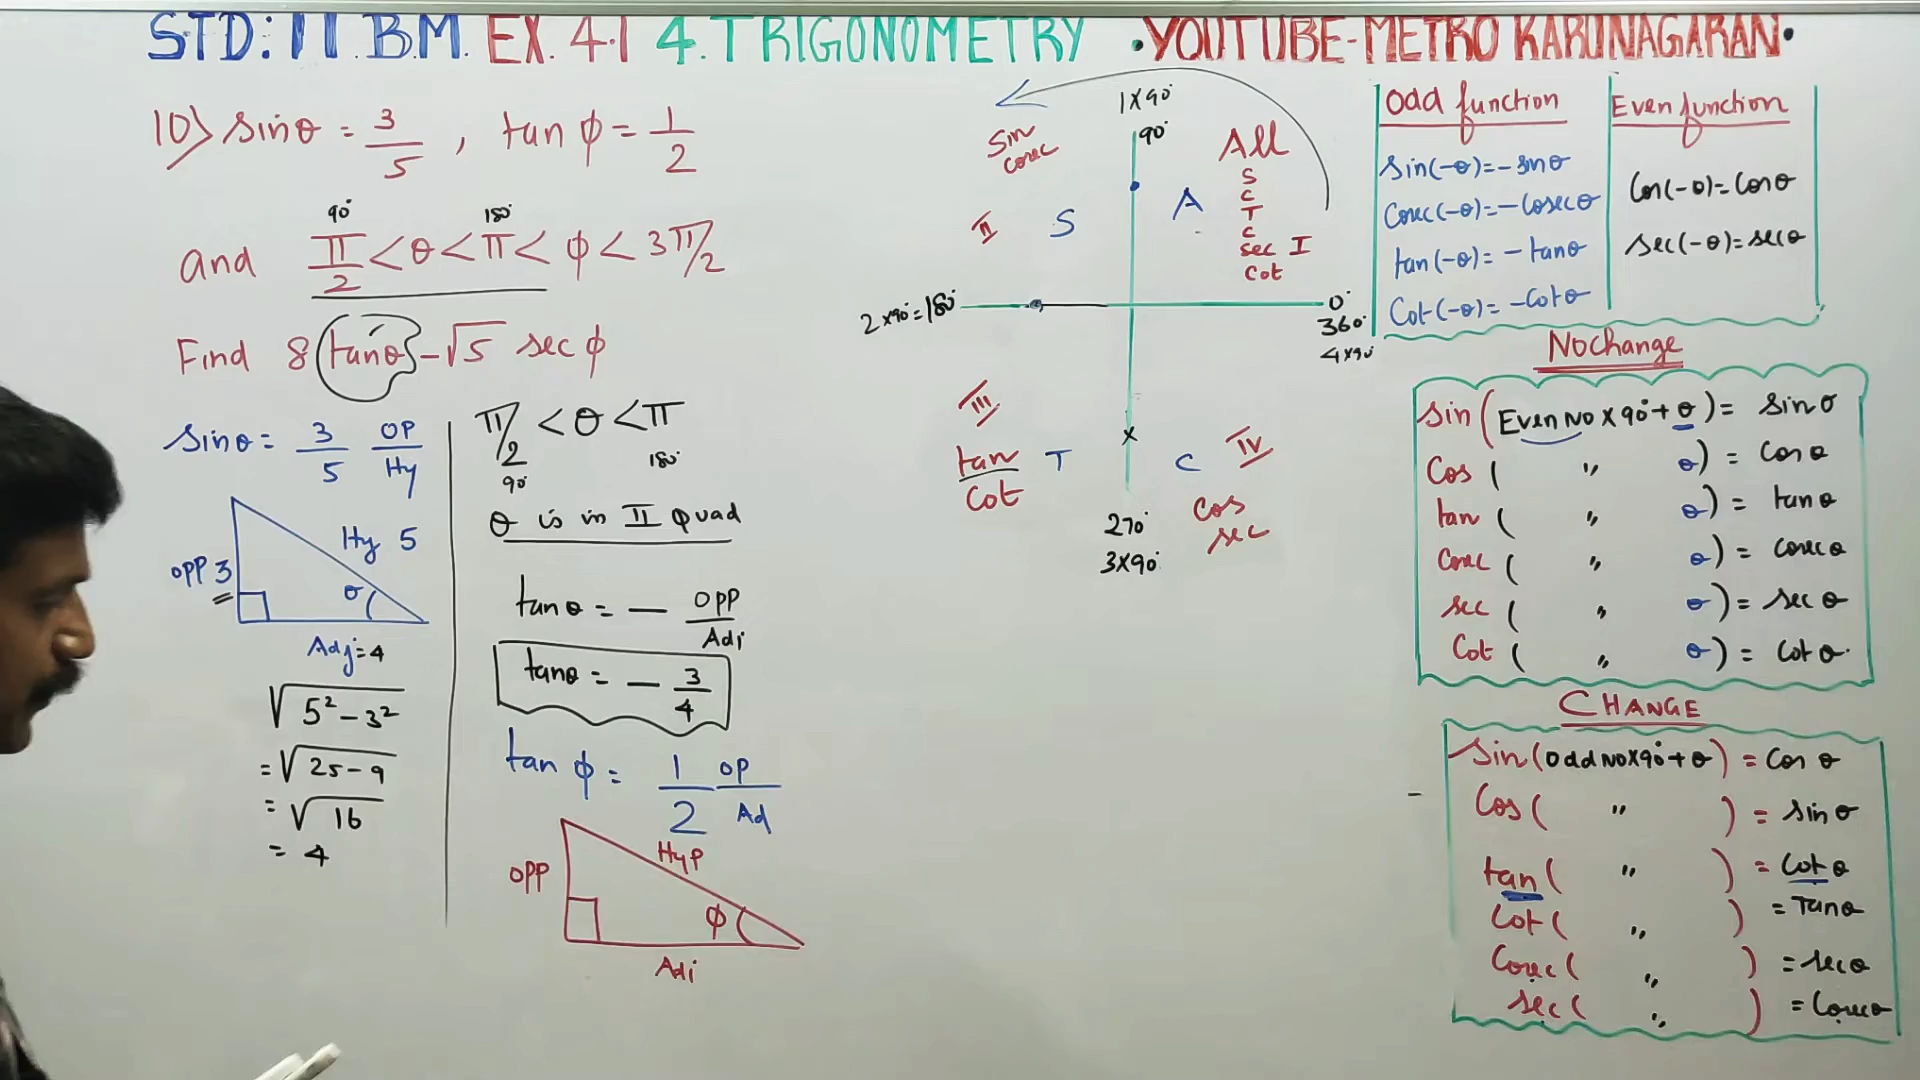 STD: 11.B.M. EX. 4.1 4. TRIGONOMETRY • YOUTUBE-METRO KARUNAGARAN•
10) sinθ = 3/5 , tan ϕ = 1/2
90° 180°
and π/2 < θ < π < ϕ < 3π/2
Find 8 tanθ - √5 sec ϕ
sinθ = 3/5 OP/Hy
Hy 5
OPP 3
θ
Adj = 4
√5² - 3²
= √25 - 9
= √16
= 4
π/2 < θ < π
90° 180°
θ is in II Quad
tanθ = - OPP/Adj
tanθ = - 3/4
tan ϕ = 1/2 OP/Ad
Hyp
OPP
ϕ
Adj
1 X 90°
90°
Sin
Cosec
II S
A
All
S
C
T
C
Sec I
Cot
2 x 90° = 180°
0°
360°
4 x 90°
III
tan
Cot
T
C
IV
Cos
Sec
270°
3X90°
Odd function
sin(-θ) = - sinθ
Cosec(-θ) = - Cosecθ
tan(-θ) = - tanθ
Cot(-θ) = - Cotθ
Even function
Cos(-θ) = Cosθ
sec(-θ) = secθ
No change
sin (Even No X 90° + θ) = sinθ
Cos ( " θ) = Cosθ
tan ( " θ) = tanθ
Cosec ( " θ) = Cosecθ
sec ( " θ) = secθ
Cot ( " θ) = Cotθ
CHANGE
sin (Odd NO X 90° + θ) = Cosθ
Cos ( " ) = sinθ
tan ( " ) = Cotθ
Cot ( " ) = Tanθ
Cosec ( " ) = secθ
sec ( " ) = Cosecθ